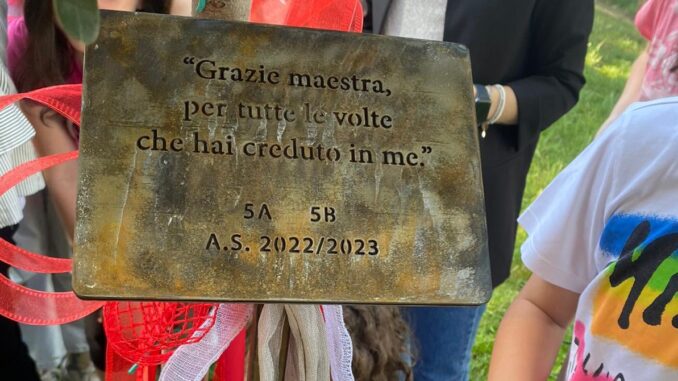 “Grazie maestra,
per tutte le volte
che hai creduto in me.”
5A 5B
A.S. 2022/2023